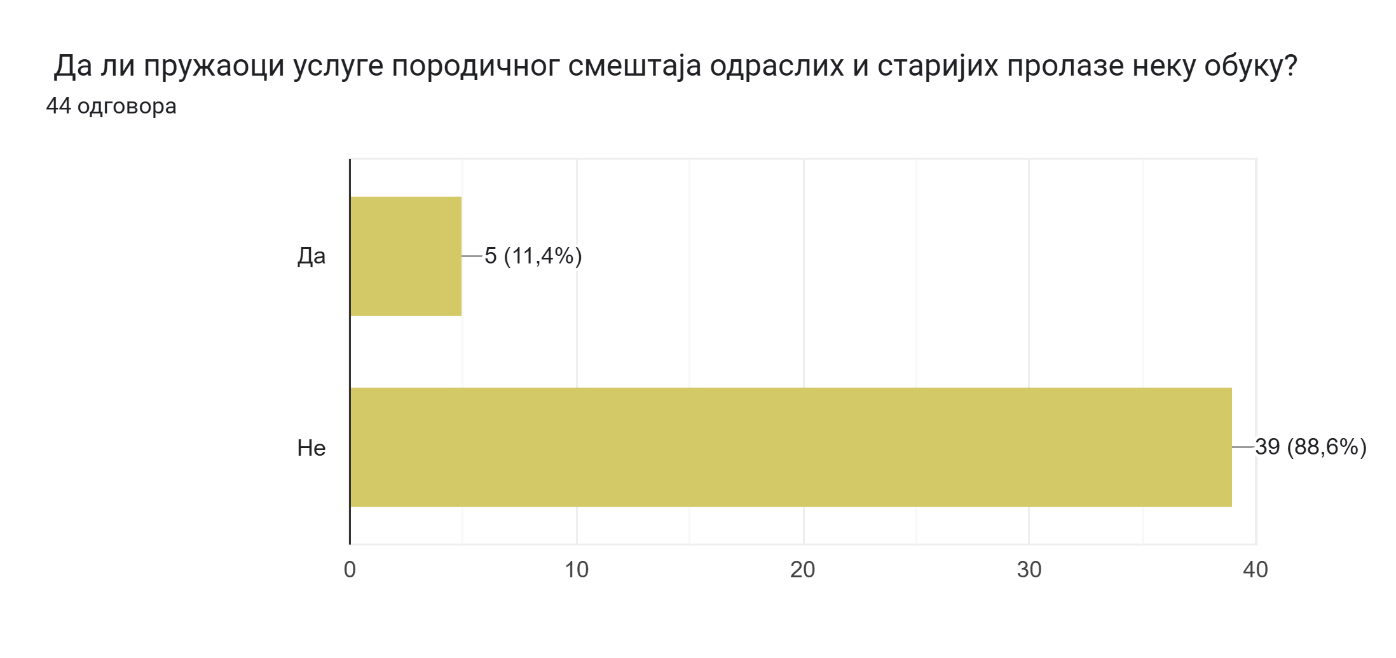 Да ли пружаоци услуге породичног смештаја одраслих и старијих пролазе неку обуку?
44 одговора
Да
5 (11,4%)
Не
39 (88,6%)
0 10 20 30 40